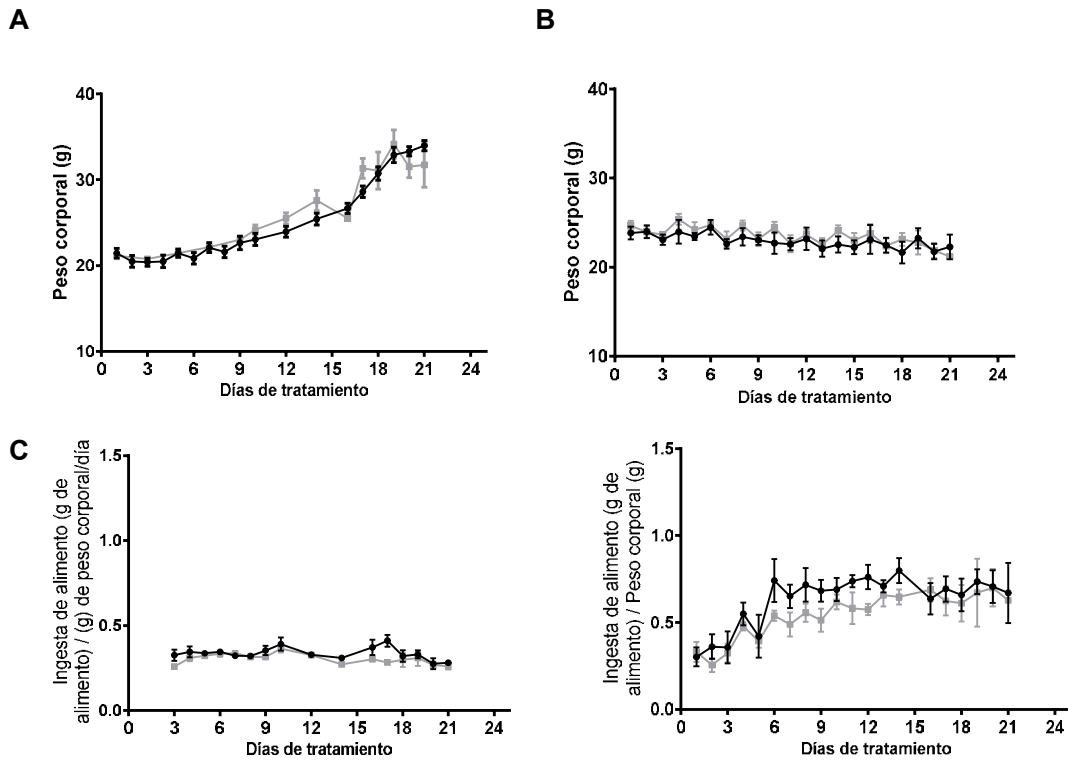 A
B
Peso corporal (g)
40
30
20
10
0 3 6 9 12 15 18 21 24
Días de tratamiento
Peso corporal (g)
40
30
20
10
0 3 6 9 12 15 18 21 24
Días de tratamiento
C
Ingesta de alimento (g de
alimento) / (g) de peso corporal/día
1.5
1.0
0.5
0.0
0 3 6 9 12 15 18 21 24
Días de tratamiento
Ingesta de alimento (g de
alimento) / Peso corporal (g)
1.5
1.0
0.5
0.0
0 3 6 9 12 15 18 21 24
Días de tratamiento